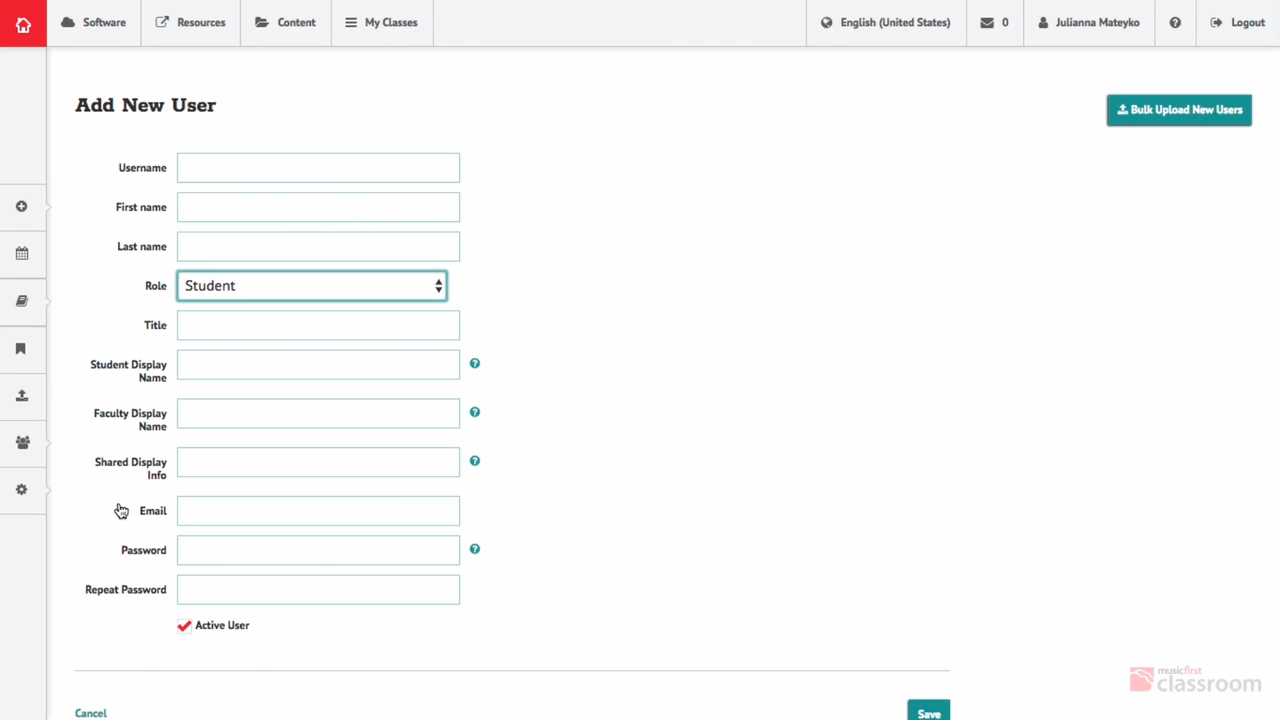 Software
Resources
Content
My Classes
English (United States)
0
Julianna Mateyko
?
Logout
Add New User
Bulk Upload New Users
Username
First name
Last name
Role
Student
Title
Student Display
Name
?
Faculty Display
Name
?
Shared Display
Info
?
Email
Password
?
Repeat Password
Active User
Cancel
Save
musicfirst
classroom